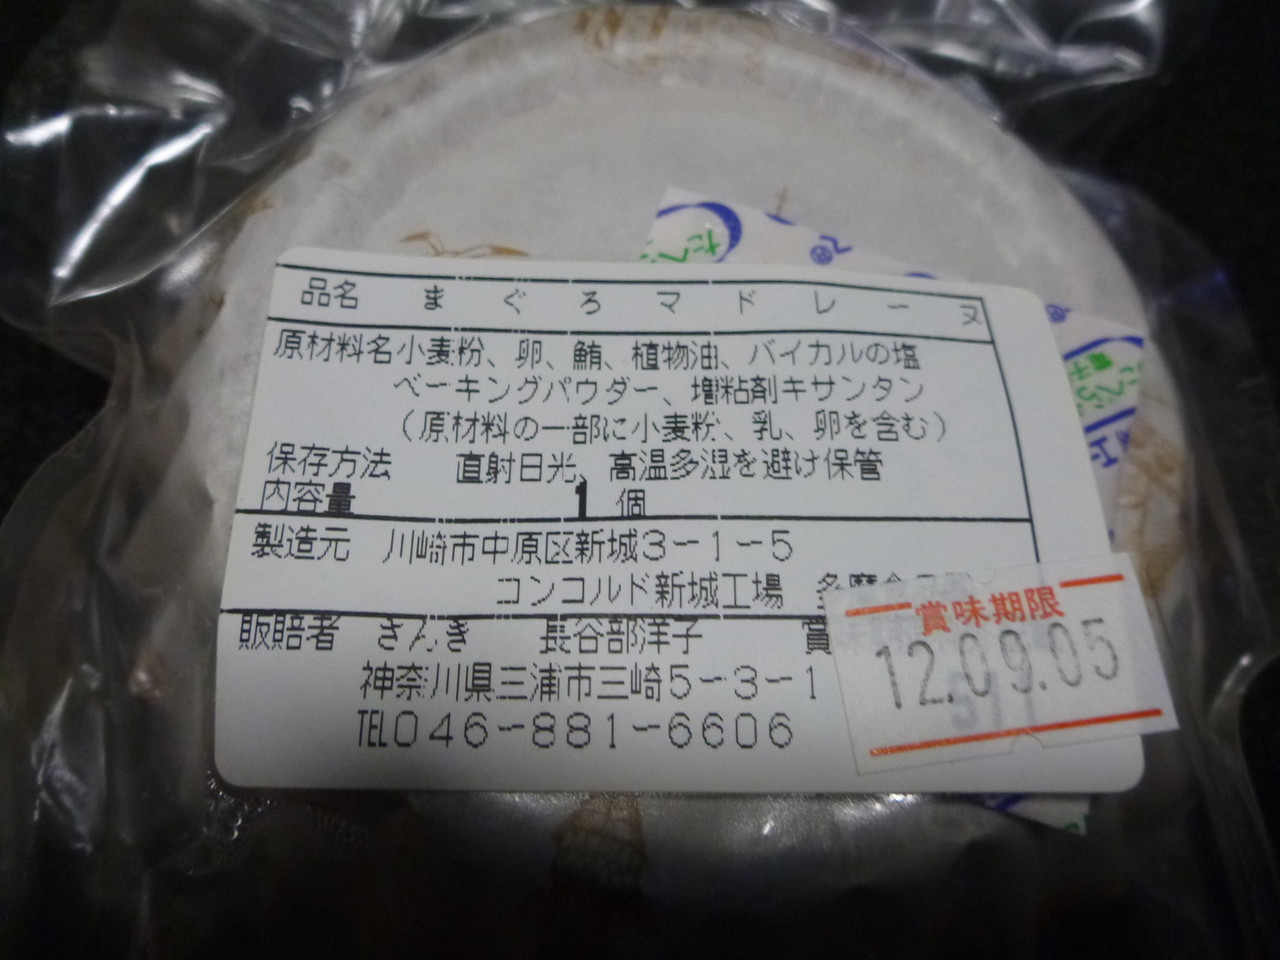 品名 まぐろマドレーヌ
原材料名小麦粉、卵、鮪、植物油、バイカルの塩
ベーキングパウダー、増粘剤キサンタン
（原材料の一部に小麦粉、乳、卵を含む）
保存方法 直射日光、高温多湿を避け保管
内容量 1 個
製造元 川崎市中原区新城3－1－5
コンコルド新城工場 多摩
販賠者 長谷部洋子 賞
神奈川県三浦市三崎5－3－1
TEL046－881－6606
賞味期限
12.09.05